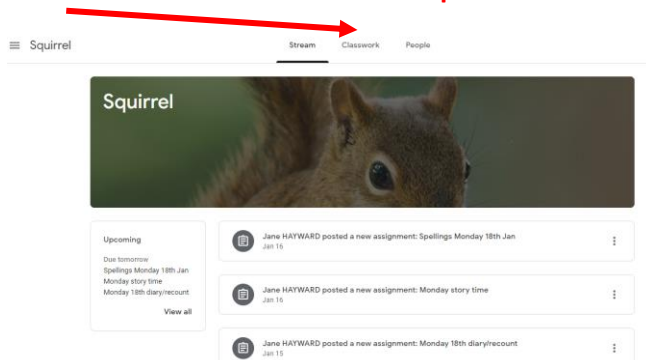 Squirrel
Stream Classwork People
Squirrel
Upcoming
Due tomorrow
Spellings Monday 18th Jan
Monday story time
Monday 18th diary/recount
View all
Jane HAYWARD posted a new assignment: Spellings Monday 18th Jan
Jan 16
Jane HAYWARD posted a new assignment: Monday story time
Jan 16
Jane HAYWARD posted a new assignment: Monday 18th diary/recount
Jan 15